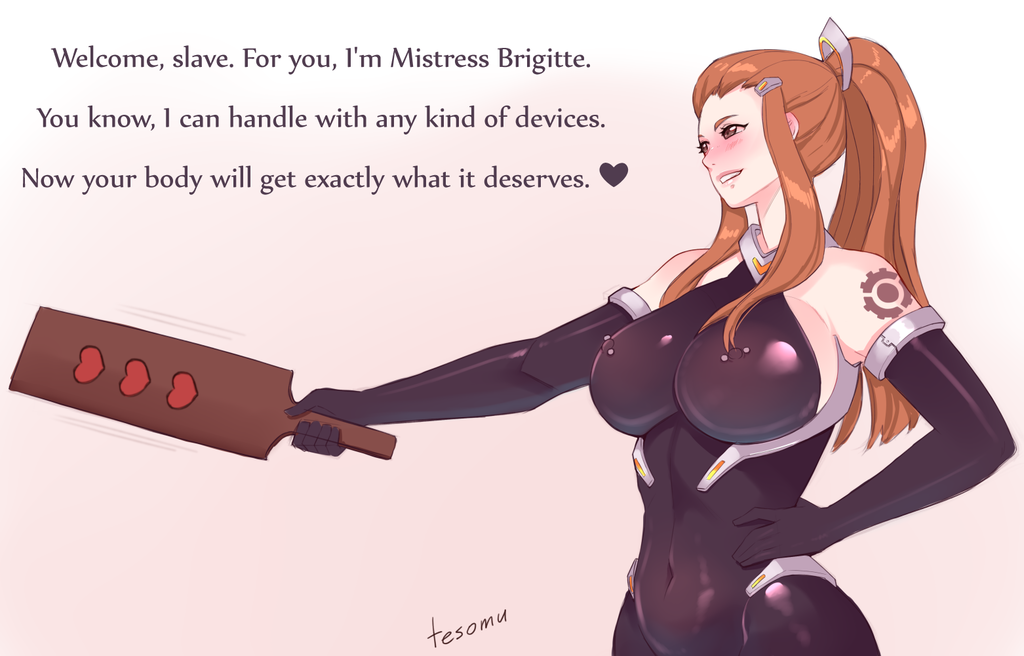 Welcome, slave. For you, I'm Mistress Brigitte.
You know, I can handle with any kind of devices.
Now your body will get exactly what it deserves. ♥
tesomu